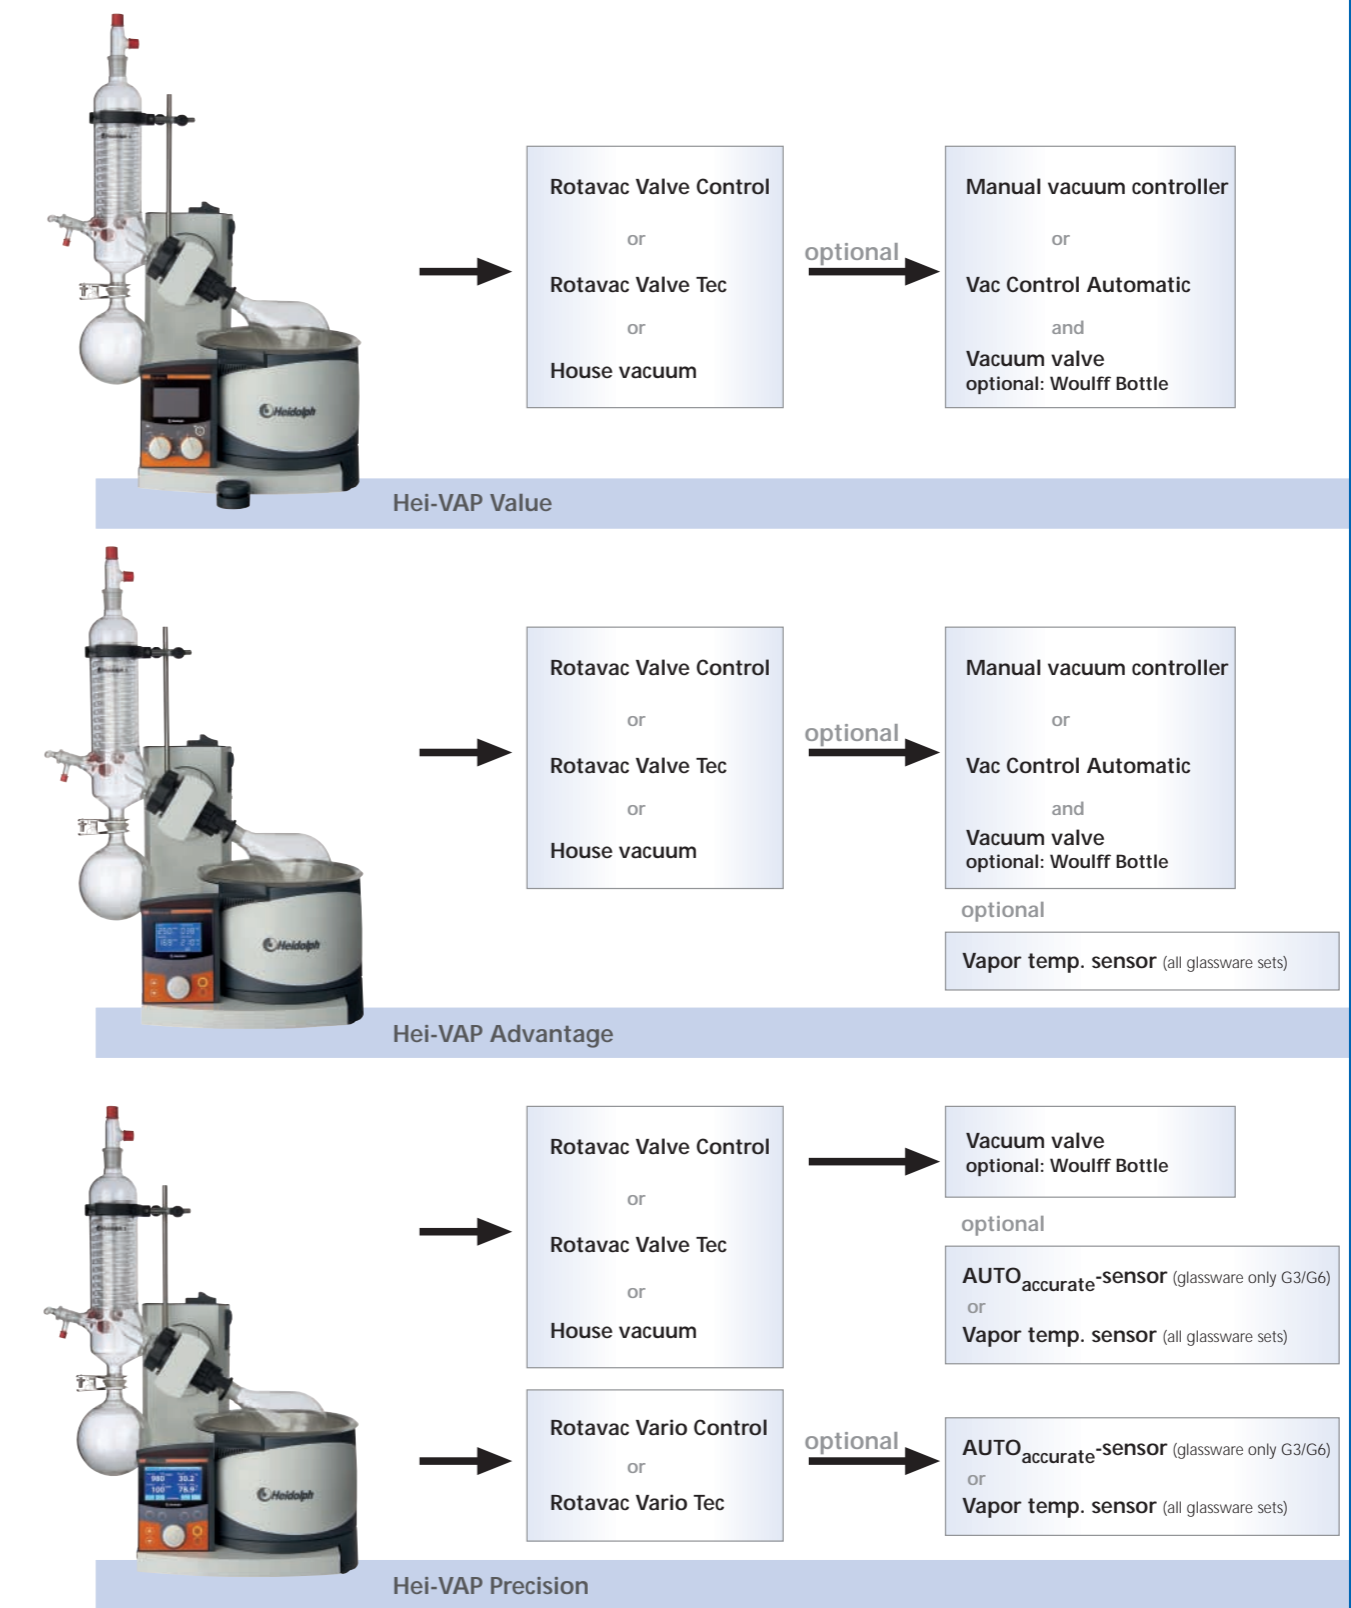 Rotavac Valve Control
or
Rotavac Valve Tec
or
House vacuum
optional
Manual vacuum controller
or
Vac Control Automatic
and
Vacuum valve
optional: Woulff Bottle
Heidolph
Hei-VAP Value
Rotavac Valve Control
or
Rotavac Valve Tec
or
House vacuum
optional
Manual vacuum controller
or
Vac Control Automatic
and
Vacuum valve
optional: Woulff Bottle
optional
Vapor temp. sensor (all glassware sets)
Heidolph
Hei-VAP Advantage
Rotavac Valve Control
or
Rotavac Valve Tec
or
House vacuum
Vacuum valve
optional: Woulff Bottle
optional
AUTOaccurate-sensor (glassware only G3/G6)
or
Vapor temp. sensor (all glassware sets)
Rotavac Vario Control
or
Rotavac Vario Tec
optional
AUTOaccurate-sensor (glassware only G3/G6)
or
Vapor temp. sensor (all glassware sets)
980 30.2
100 78.9
Heidolph
Hei-VAP Precision